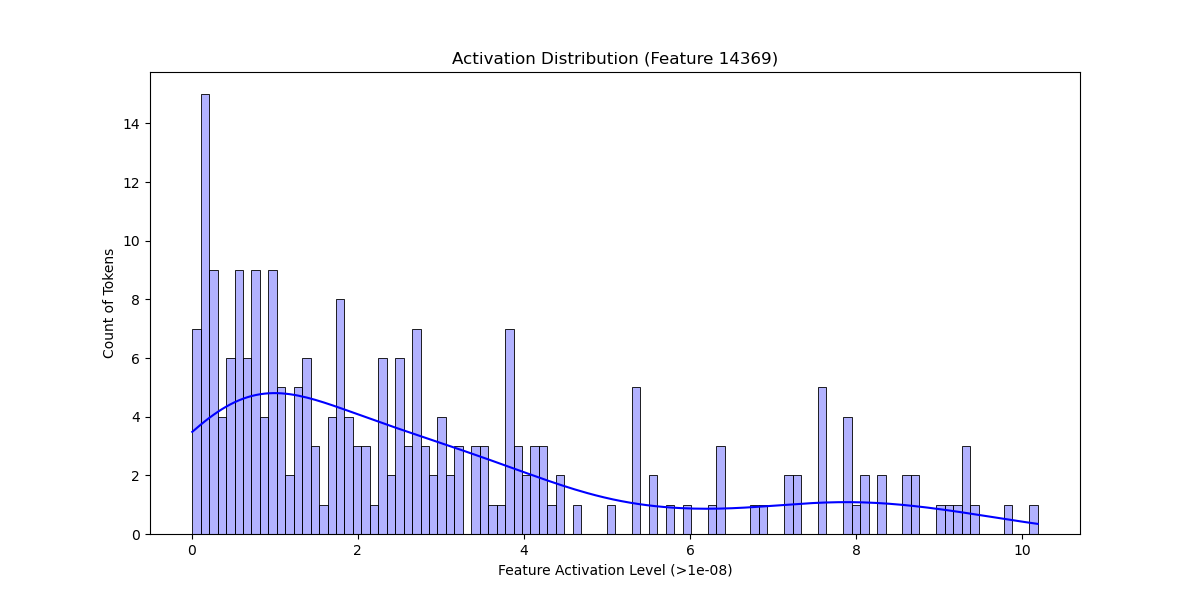 Activation Distribution (Feature 14369)
14
12
10
8
6
4
2
0
Count of Tokens
0 2 4 6 8 10
Feature Activation Level (>1e-08)